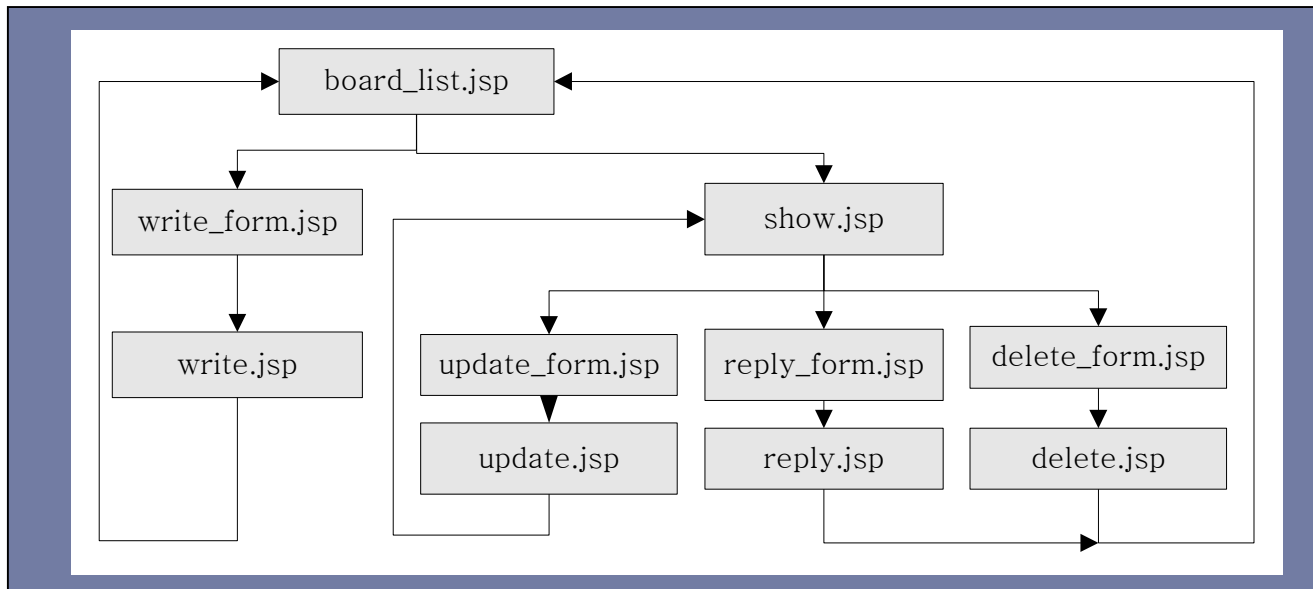 board_list.jsp
write_form.jsp
show.jsp
write.jsp
update_form.jsp
reply_form.jsp
delete_form.jsp
update.jsp
reply.jsp
delete.jsp